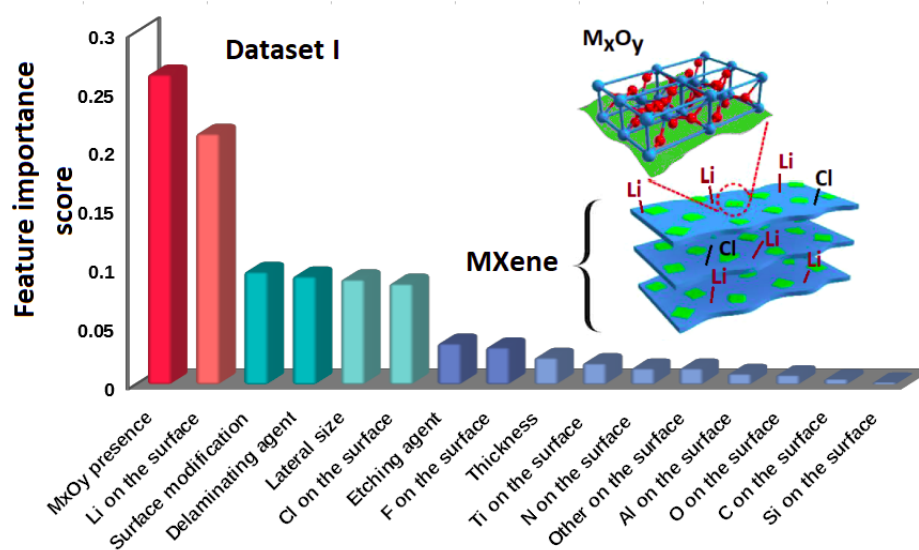 Dataset I
Feature importance
score
0.3
0.25
0.2
0.15
0.1
0.05
0
MxOy presence
Li on the surface
Surface modification
Delaminating agent
Lateral size
Cl on the surface
Etching agent
F on the surface
Thickness
Ti on the surface
N on the surface
Other on the surface
Al on the surface
O on the surface
C on the surface
Si on the surface
MxOy
Li
Li
Li
Cl
MXene
Cl
Li
Li
Li